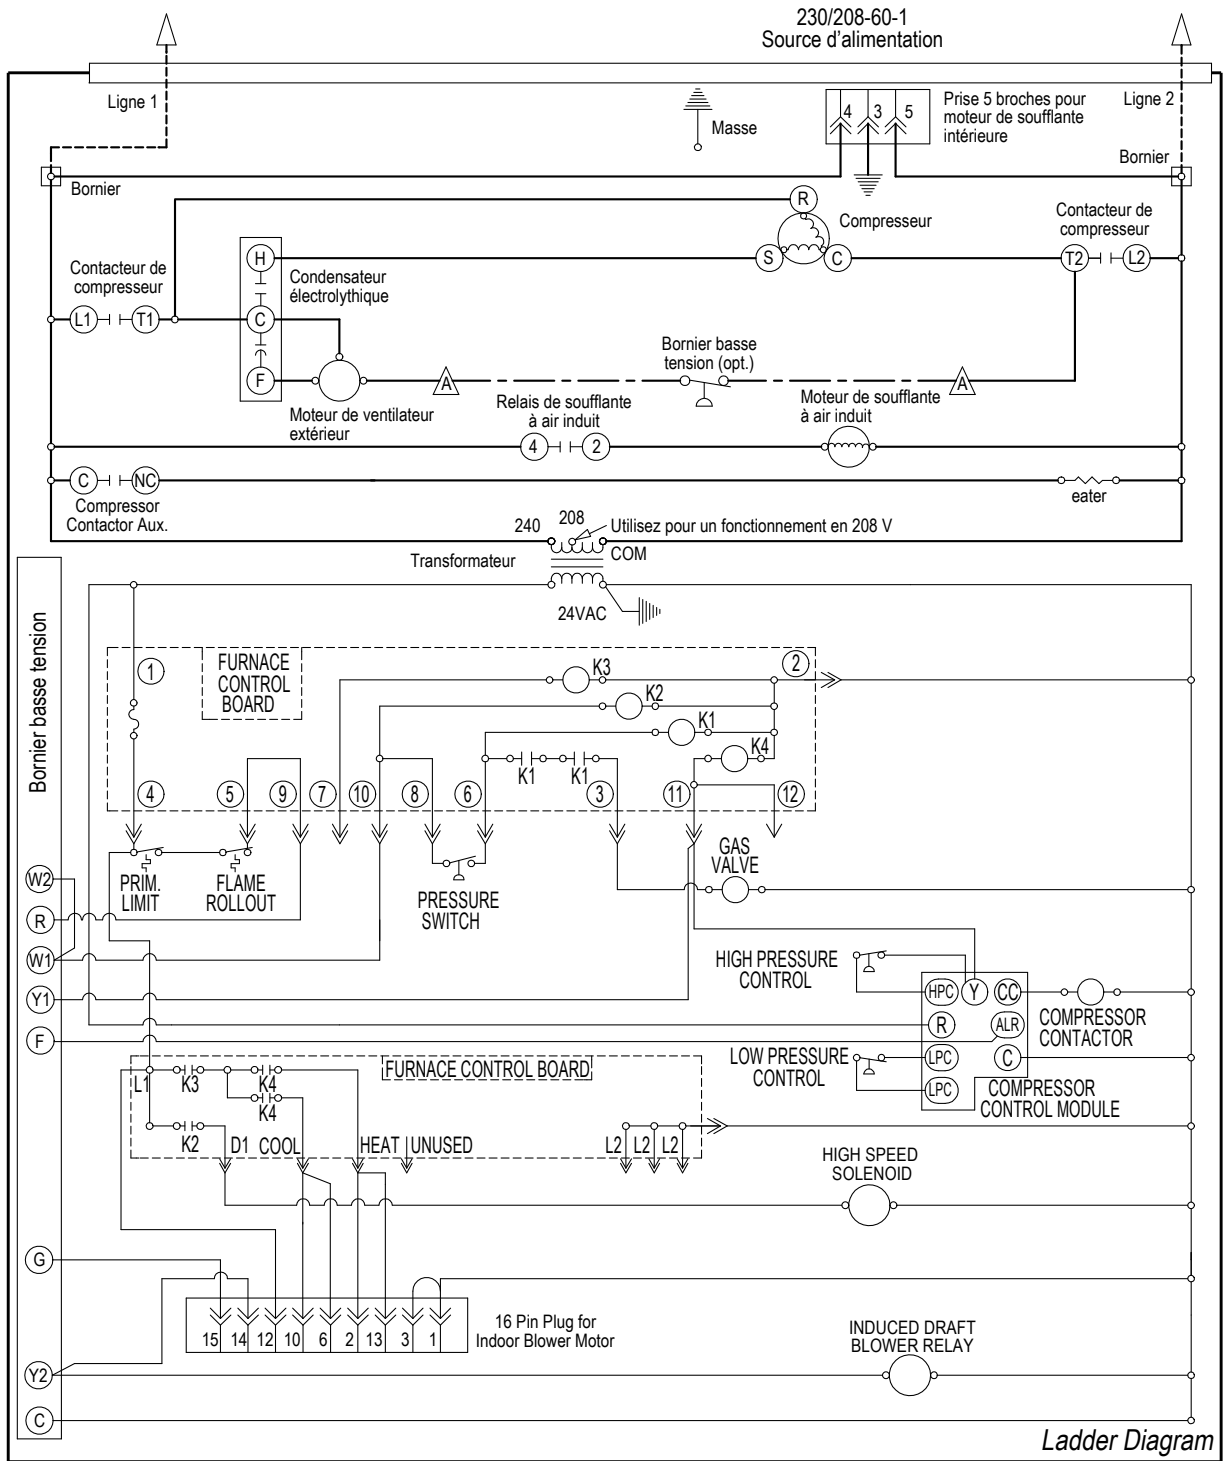 230/208-60-1
Source d'alimentation
Ligne 1
Masse
4 3 5
Prise 5 broches pour
moteur de soufflante
intérieure
Ligne 2
Bornier
Bornier
R
Compresseur
S
C
Contacteur de
compresseur
T2
L2
Contacteur de
compresseur
L1
T1
H
C
F
Condensateur
électrolythique
Moteur de ventilateur
extérieur
A
Bornier basse
tension (opt.)
A
Relais de soufflante
à air induit
4
2
Moteur de soufflante
à air induit
C
NC
Compressor
Contactor Aux.
eater
240
208
Utilisez pour un fonctionnement en 208 V
COM
Transformateur
24VAC
Bornier basse tension
1
FURNACE
CONTROL
BOARD
K3
2
K2
K1
K4
K1
K1
4 5 9 7 10 8 6 3 11 12
PRIM.
LIMIT
FLAME
ROLLOUT
PRESSURE
SWITCH
GAS
VALVE
W2
R
W1
Y1
F
HIGH PRESSURE
CONTROL
HPC
Y
CC
R
ALR
LPC
C
LPC
COMPRESSOR
CONTACTOR
LOW PRESSURE
CONTROL
COMPRESSOR
CONTROL MODULE
FURNACE CONTROL BOARD
L1
K3
K4
K4
K2
D1
COOL
HEAT
UNUSED
L2
L2
L2
HIGH SPEED
SOLENOID
G
15 14 12 10 6 2 13 3 1
16 Pin Plug for
Indoor Blower Motor
INDUCED DRAFT
BLOWER RELAY
Y2
C
Ladder Diagram